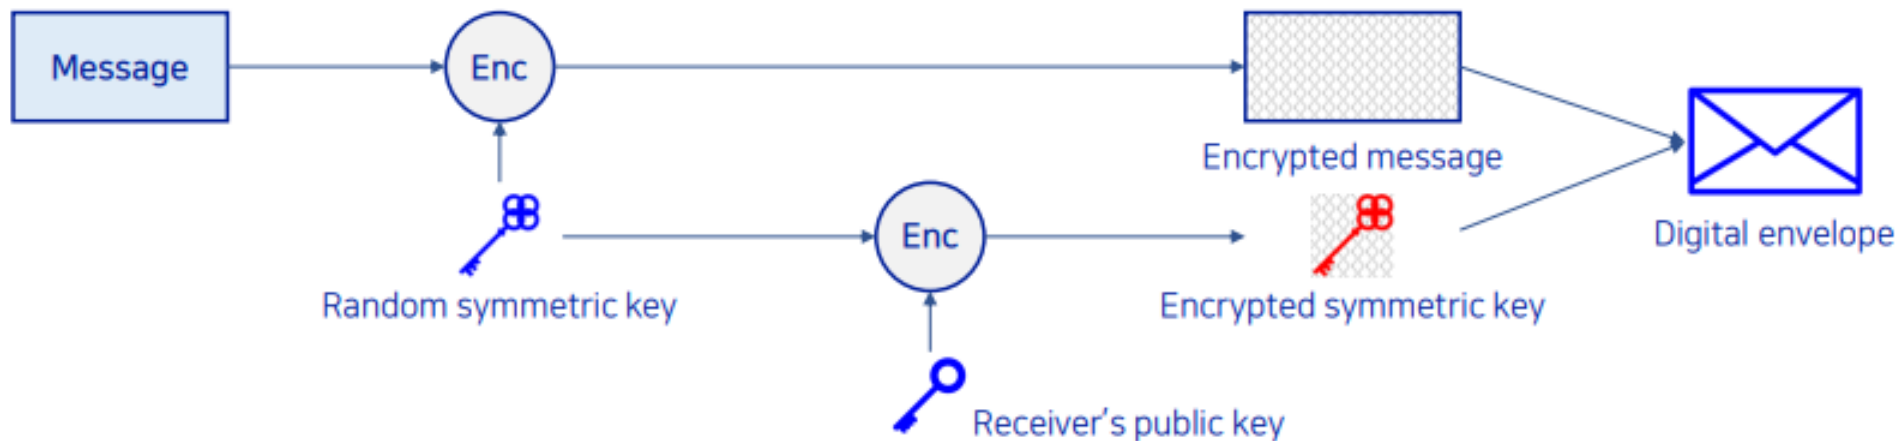 Message
Enc
Encrypted message
Digital envelope
Enc
Random symmetric key
Encrypted symmetric key
Receiver's public key